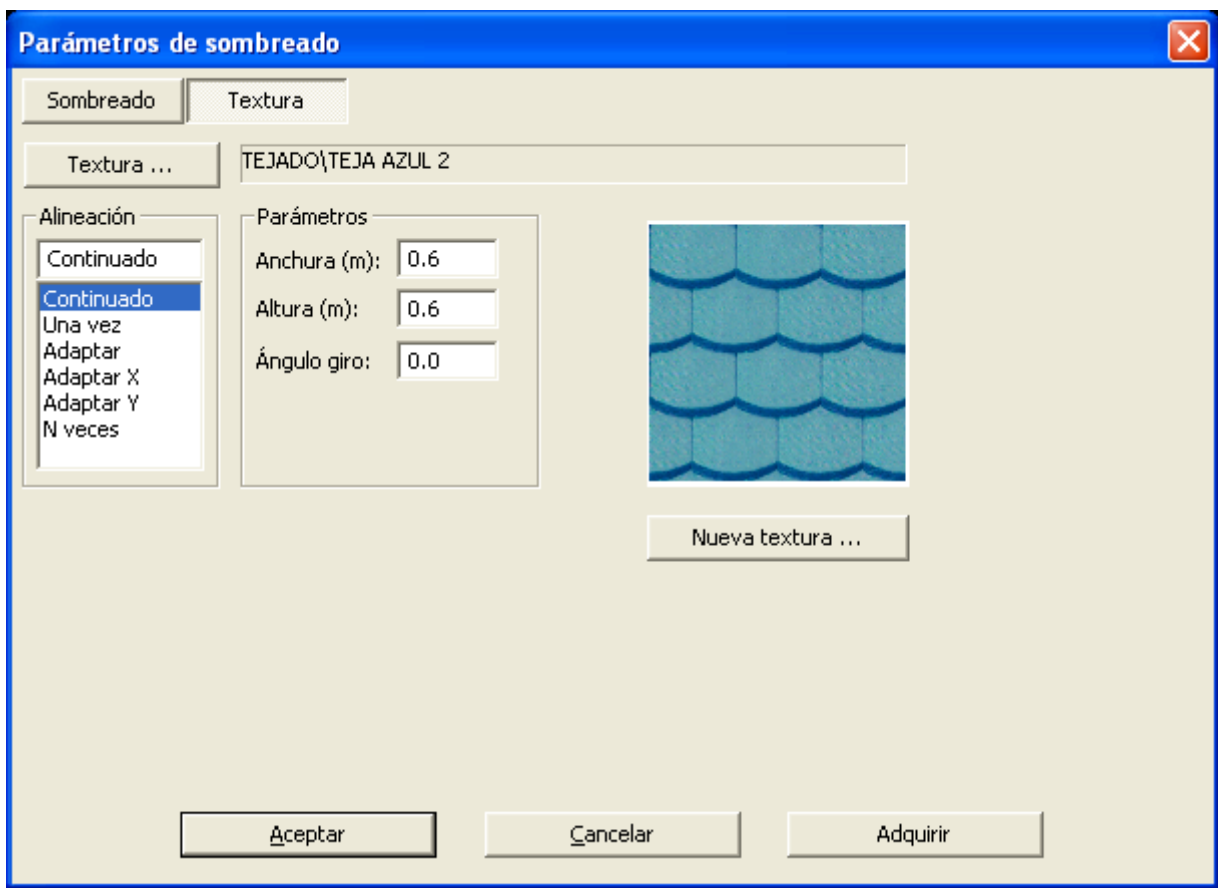 Parámetros de sombreado
Sombreado Textura
Textura ... TEJADO\TEJA AZUL 2
Alineación
Continuado
Continuado
Una vez
Adaptar
Adaptar X
Adaptar Y
N veces
Parámetros
Anchura (m): 0.6
Altura (m): 0.6
Ángulo giro: 0.0
Nueva textura ...
Aceptar Cancelar Adquirir